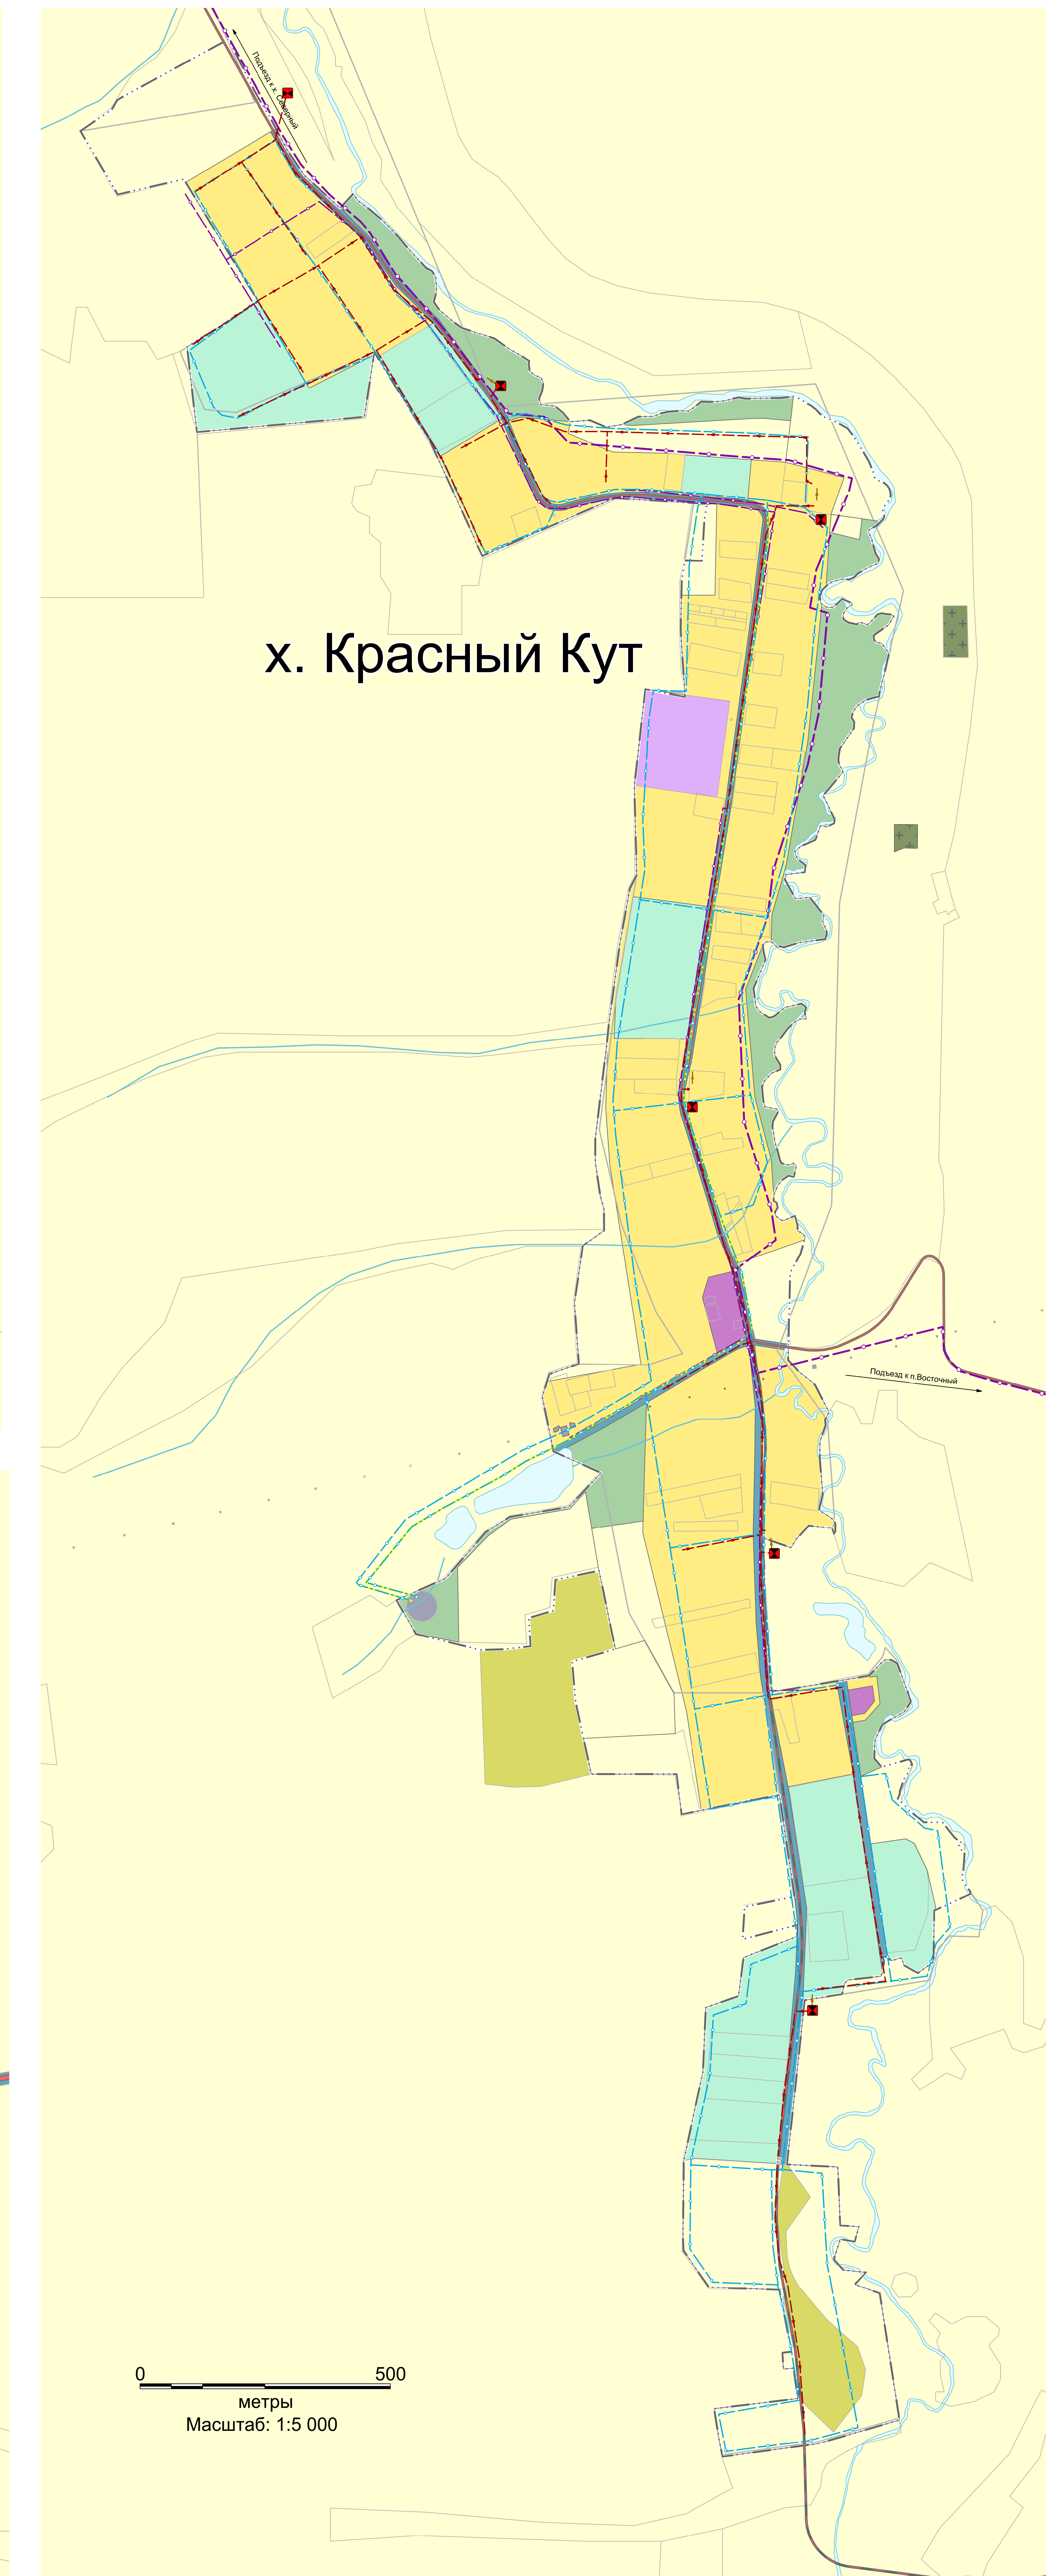 Подъезд к х. Северный
х. Красный Кут
Подъезд к п.Восточный
0 500
метры
Масштаб: 1:5 000